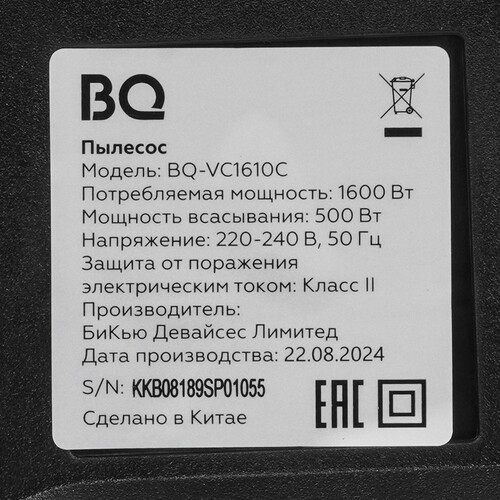 BQ
Пылесос
Модель: BQ-VC1610C
Потребляемая мощность: 1600 Вт
Мощность всасывания: 500 Вт
Напряжение: 220-240 В, 50 Гц
Защита от поражения
электрическим током: Класс II
Производитель:
БиКью Девайсес Лимитед
Дата производства: 22.08.2024
S/N: KKB08189SP01055
Сделано в Китае
EAC